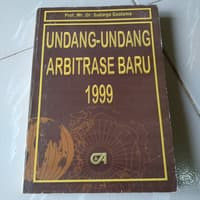 Prof. Mr. Dr. Sudargo Gautama
UNDANG-UNDANG
ARBITRASE BARU
1999